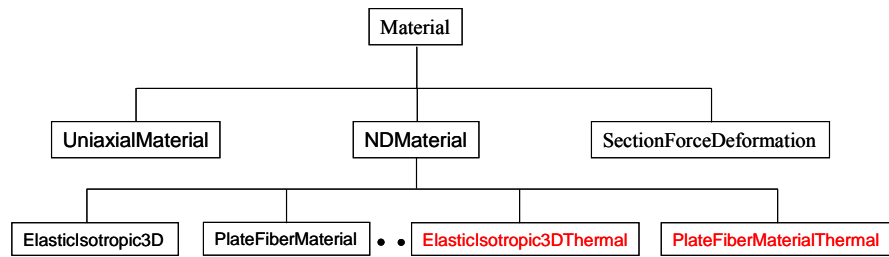 Material
UniaxialMaterial
NDMaterial
SectionForceDeformation
ElasticIsotropic3D
PlateFiberMaterial
ElasticIsotropic3DThermal
PlateFiberMaterialThermal